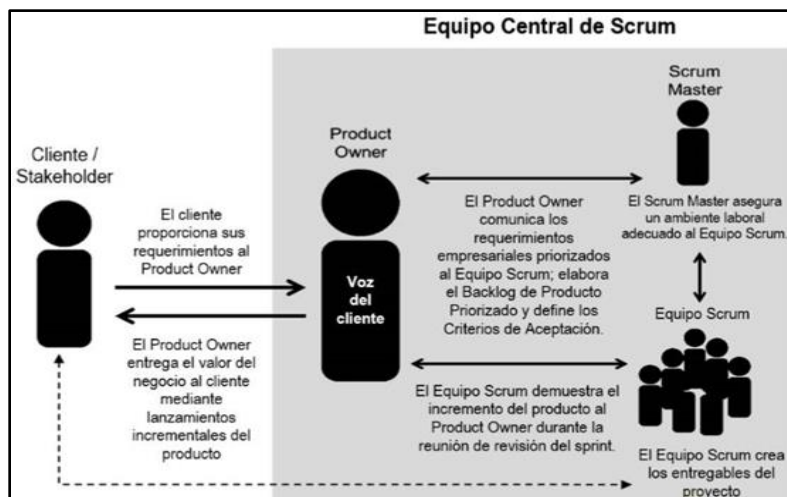 Equipo Central de Scrum
Scrum
Master
Product
Owner
Cliente /
Stakeholder
El cliente
proporciona sus
requerimientos al
Product Owner
El Product Owner
entrega el valor del
negocio al cliente
mediante
lanzamientos
incrementales del
producto
Voz
del
cliente
El Product Owner
comunica los
requerimientos
empresariales priorizados
al Equipo Scrum; elabora
el Backlog de Producto
Priorizado y define los
Criterios de Aceptación.
El Scrum Master asegura
un ambiente laboral
adecuado al Equipo Scrum.
Equipo Scrum
El Equipo Scrum demuestra el
incremento del producto al
Product Owner durante la
reunión de revisión del sprint.
El Equipo Scrum crea
los entregables del
proyecto